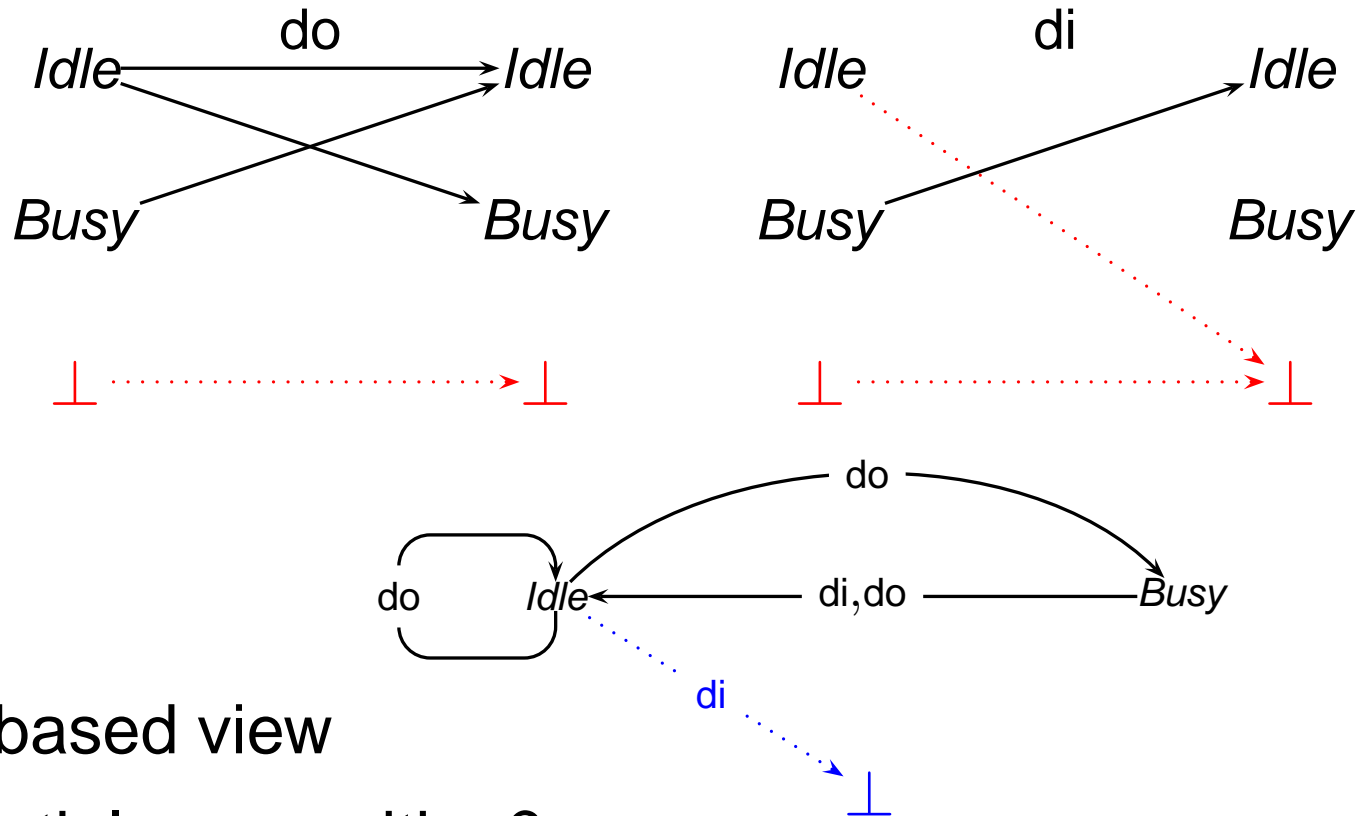 do
di
Idle Idle
Idle Idle
Busy Busy
Busy Busy
⊥ ⊥
⊥ ⊥
do
do
Idle
di,do
Busy
di
based view
⊥